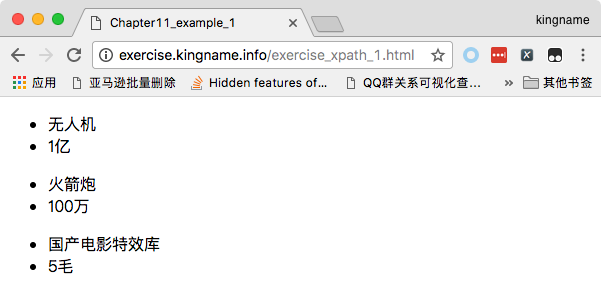 Chapter11_example_1
kingname
exercise.kingname.info/exercise_xpath_1.html
应用 亚马逊批量删除 Hidden features of... QQ群关系可视化查... » 其他书签
无人机
1亿
火箭炮
100万
国产电影特效库
5毛